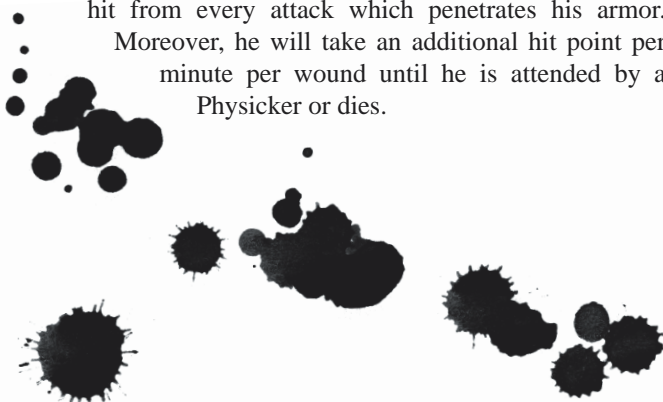 hit from every attack which penetrates his armor.
Moreover, he will take an additional hit point per
minute per wound until he is attended by a
Physicker or dies.